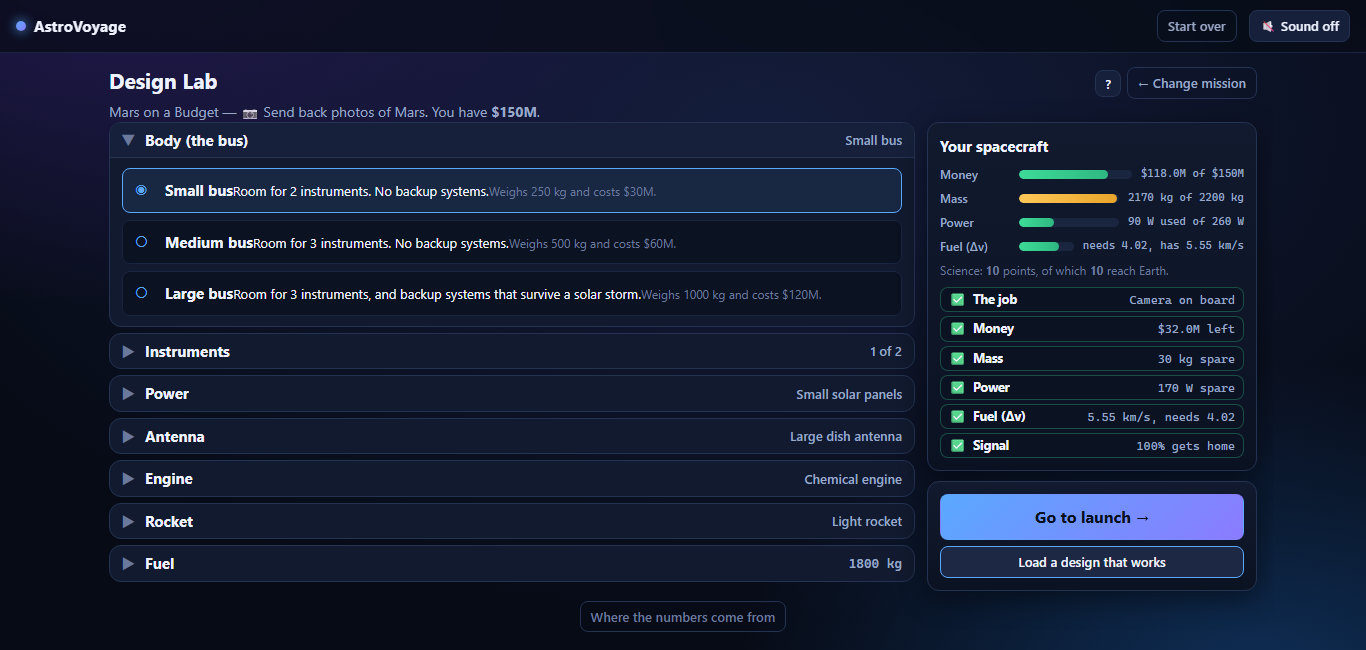 AstroVoyage
Start over
Sound off
Design Lab
? ← Change mission
Mars on a Budget — 📷 Send back photos of Mars. You have $150M.
▼ Body (the bus) Small bus
Small busRoom for 2 instruments. No backup systems.Weighs 250 kg and costs $30M.
Medium busRoom for 3 instruments. No backup systems.Weighs 500 kg and costs $60M.
Large busRoom for 3 instruments, and backup systems that survive a solar storm.Weighs 1000 kg and costs $120M.
▶ Instruments 1 of 2
▶ Power Small solar panels
▶ Antenna Large dish antenna
▶ Engine Chemical engine
▶ Rocket Light rocket
▶ Fuel 1800 kg
Your spacecraft
Money $118.0M of $150M
Mass 2170 kg of 2200 kg
Power 90 W used of 260 W
Fuel (Δv) needs 4.02, has 5.55 km/s
Science: 10 points, of which 10 reach Earth.
✅ The job Camera on board
✅ Money $32.0M left
✅ Mass 30 kg spare
✅ Power 170 W spare
✅ Fuel (Δv) 5.55 km/s, needs 4.02
✅ Signal 100% gets home
Go to launch →
Load a design that works
Where the numbers come from